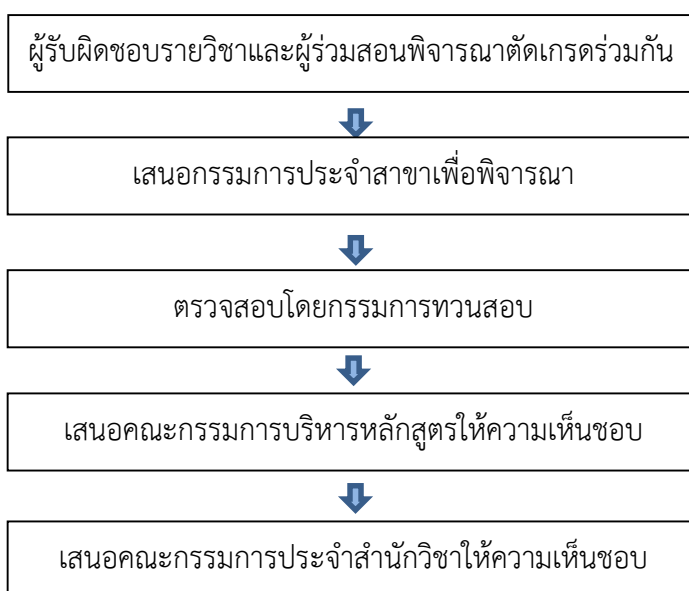 ผู้รับผิดชอบรายวิชาและผู้ร่วมสอนพิจารณาตัดเกรดร่วมกัน
เสนอกรรมการประจำสาขาเพื่อพิจารณา
ตรวจสอบโดยกรรมการทวนสอบ
เสนอคณะกรรมการบริหารหลักสูตรให้ความเห็นชอบ
เสนอคณะกรรมการประจำสำนักวิชาให้ความเห็นชอบ